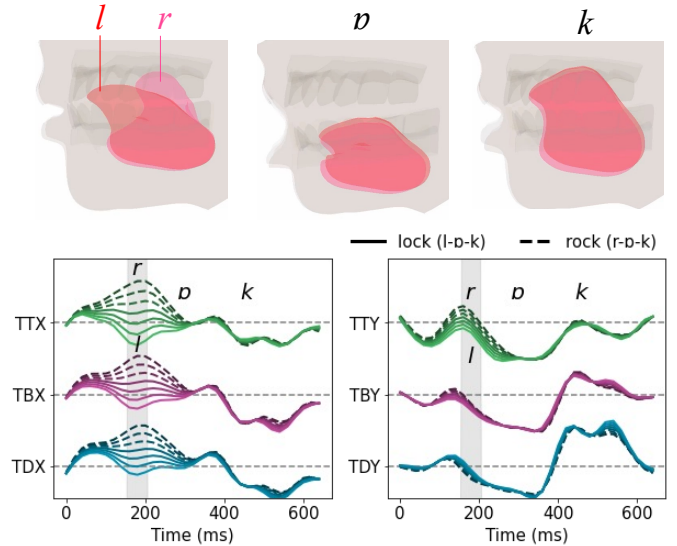 l r ɒ k
lock (l-ɒ-k) rock (r-ɒ-k)
r ɒ k
l
TTX
TBX
TDX
0 200 400 600
Time (ms)
r ɒ k
l
TTY
TBY
TDY
0 200 400 600
Time (ms)